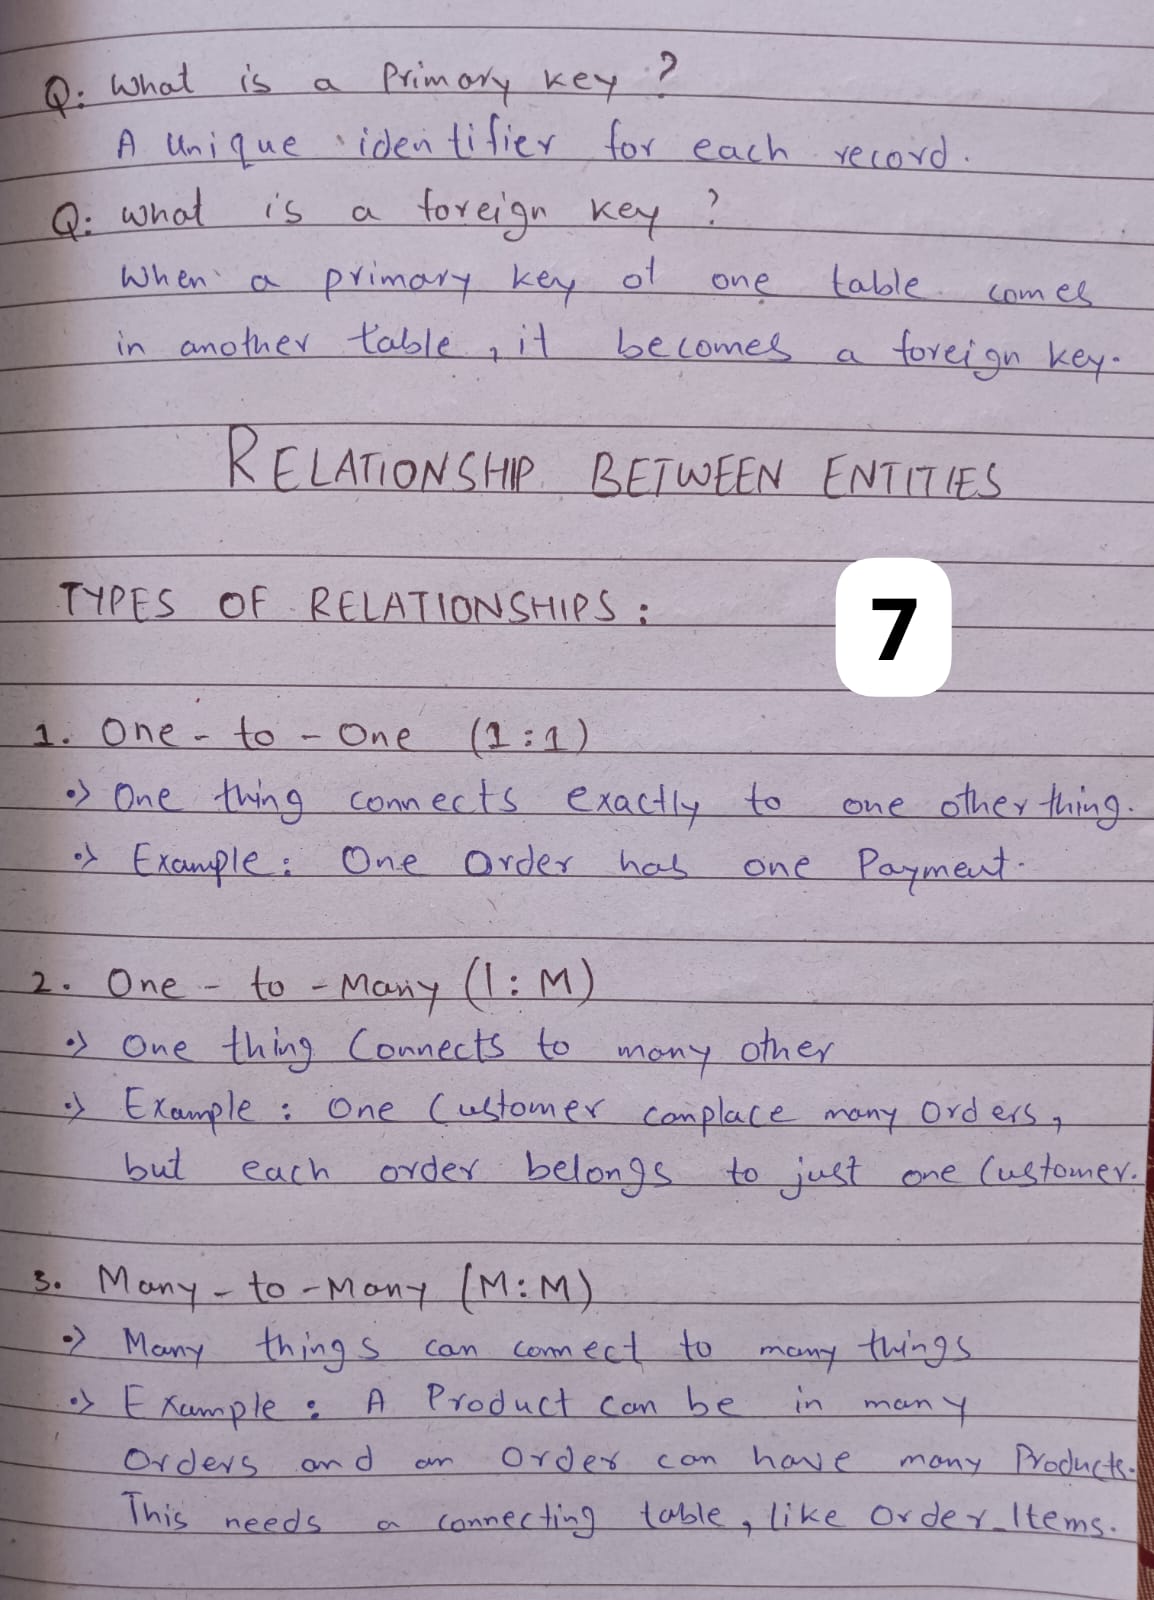 Q: What is a Primary key ?
A Unique identifier for each record.
Q: what is a foreign key ?
When a primary key of one table comes
in another table, it becomes a foreign key.
RELATIONSHIP BETWEEN ENTITIES
TYPES OF RELATIONSHIPS :
7
1. One - to - One (1:1)
•> One thing connects exactly to one other thing.
•> Example: One Order has one Payment.
2. One - to - Many (1:M)
•> One thing Connects to many other
•> Example : One Customer can place many Orders,
but each order belongs to just one Customer.
3. Many - to - Many (M:M)
•> Many things can connect to many things
•> Example : A Product can be in many
Orders and an Order can have many Products.
This needs a connecting table, like Order_Items.